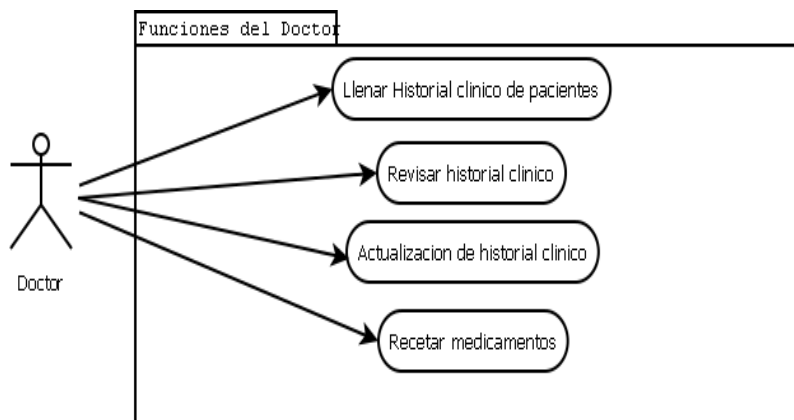 Funciones del Doctor
Llenar Historial clinico de pacientes
Revisar historial clinico
Actualizacion de historial clinico
Doctor
Recetar medicamentos